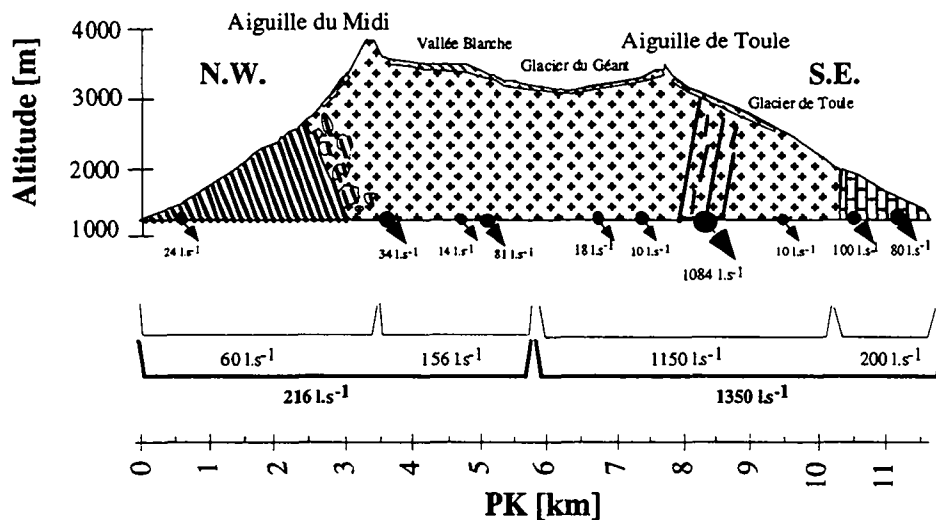 Aiguille du Midi
4000
Vallée Blanche
Aiguille de Toule
N.W.
Glacier du Géant
S.E.
3000
Glacier de Toule
Altitude [m]
2000
1000
24 l.s-1
34 l.s-1
14 l.s-1
81 l.s-1
18 l.s-1
10 l.s-1
1084 l.s-1
10 l.s-1
100 l.s-1
80 l.s-1
60 l.s-1
156 l.s-1
1150 l.s-1
200 l.s-1
216 l.s-1
1350 l.s-1
0 1 2 3 4 5 6 7 8 9 10 11
PK [km]